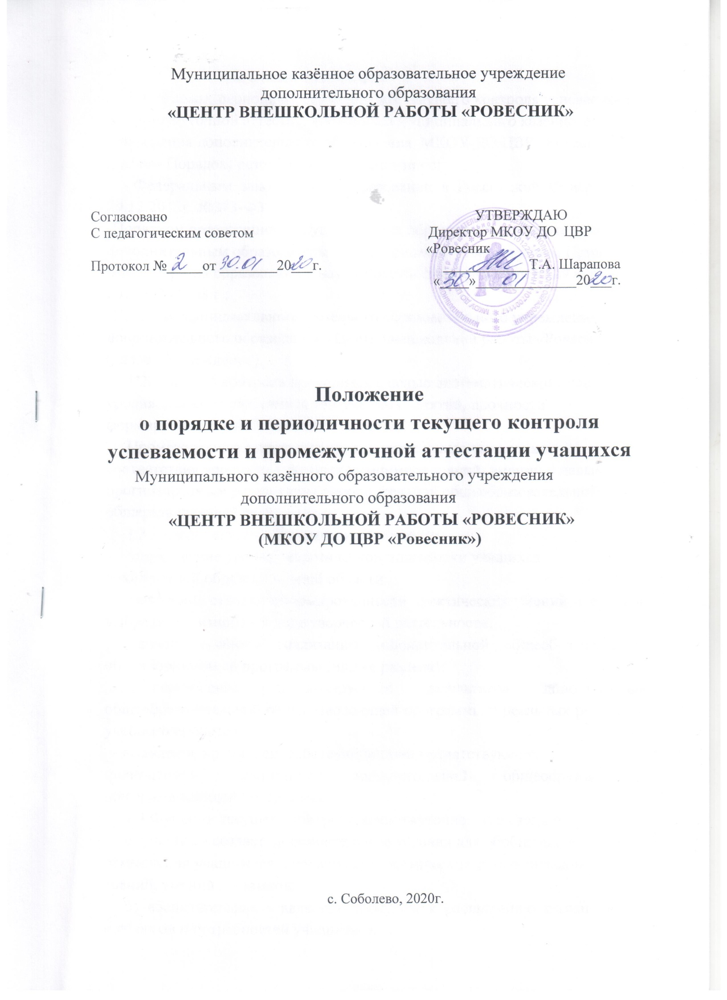 Муниципальное казённое образовательное учреждение
дополнительного образования
«ЦЕНТР ВНЕШКОЛЬНОЙ РАБОТЫ «РОВЕСНИК»
Согласовано
С педагогическим советом
Протокол № 2 от 30.01 2020г.
УТВЕРЖДАЮ
Директор МКОУ ДО ЦВР
«Ровесник
Т.А. Шарапова
«30» 01 2020г.
Положение
о порядке и периодичности текущего контроля
успеваемости и промежуточной аттестации учащихся
Муниципального казённого образовательного учреждения
дополнительного образования
«ЦЕНТР ВНЕШКОЛЬНОЙ РАБОТЫ «РОВЕСНИК»
(МКОУ ДО ЦВР «Ровесник»)
с. Соболево, 2020г.